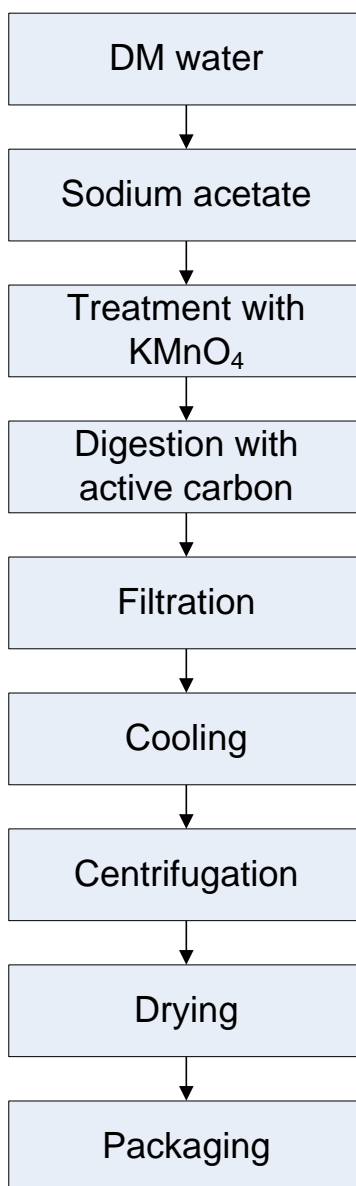 DM water
Sodium acetate
Treatment with
KMnO₄
Digestion with
active carbon
Filtration
Cooling
Centrifugation
Drying
Packaging